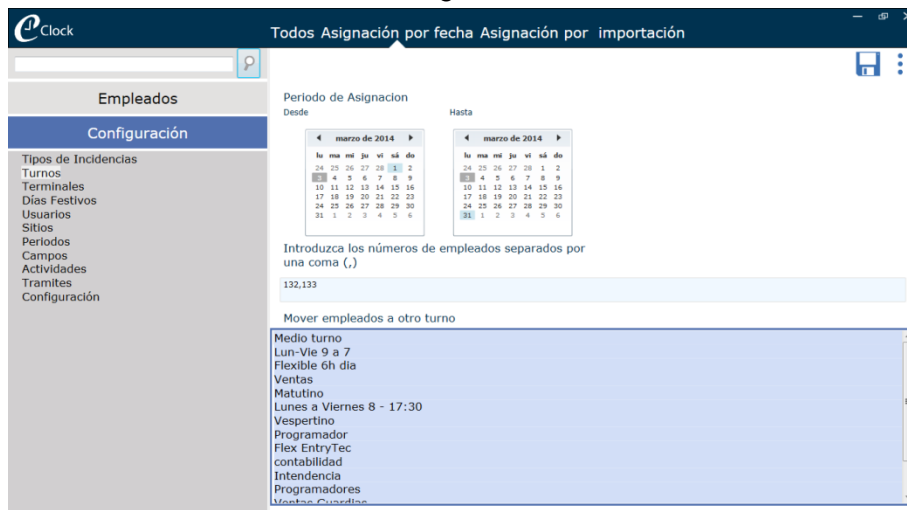 eClock
Todos Asignación por fecha Asignación por importación
Empleados
Configuración
Tipos de Incidencias
Turnos
Terminales
Días Festivos
Usuarios
Sitios
Periodos
Campos
Actividades
Tramites
Configuración
Periodo de Asignacion
Desde
Hasta
marzo de 2014
lu ma mi ju vi sá do
24 25 26 27 28 1 2
3 4 5 6 7 8 9
10 11 12 13 14 15 16
17 18 19 20 21 22 23
24 25 26 27 28 29 30
31 1 2 3 4 5 6
marzo de 2014
lu ma mi ju vi sá do
24 25 26 27 28 1 2
3 4 5 6 7 8 9
10 11 12 13 14 15 16
17 18 19 20 21 22 23
24 25 26 27 28 29 30
31 1 2 3 4 5 6
Introduzca los números de empleados separados por
una coma (,)
132,133
Mover empleados a otro turno
Medio turno
Lun-Vie 9 a 7
Flexible 6h dia
Ventas
Matutino
Lunes a Viernes 8 - 17:30
Vespertino
Programador
Flex EntryTec
contabilidad
Intendencia
Programadores
Ventas Guardias